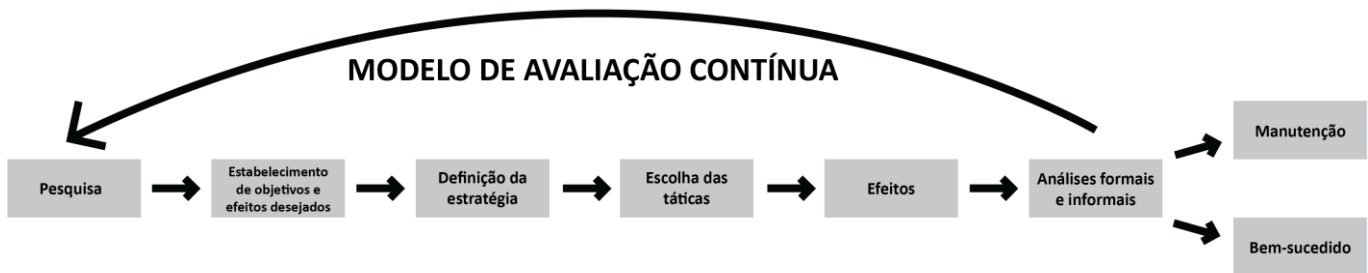 MODELO DE AVALIAÇÃO CONTÍNUA
Pesquisa
Estabelecimento
de objetivos e
efeitos desejados
Definição da
estratégia
Escolha das
táticas
Efeitos
Análises formais
e informais
Manutenção
Bem-sucedido